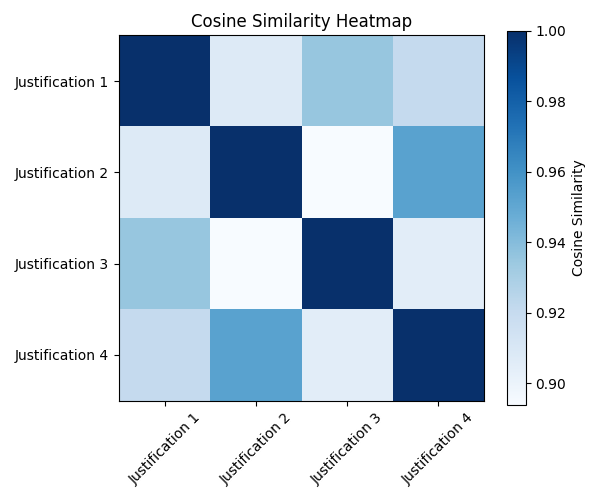 Cosine Similarity Heatmap
Justification 1
Justification 2
Justification 3
Justification 4
Justification 1
Justification 2
Justification 3
Justification 4
1.00
0.98
0.96
0.94
0.92
0.90
Cosine Similarity